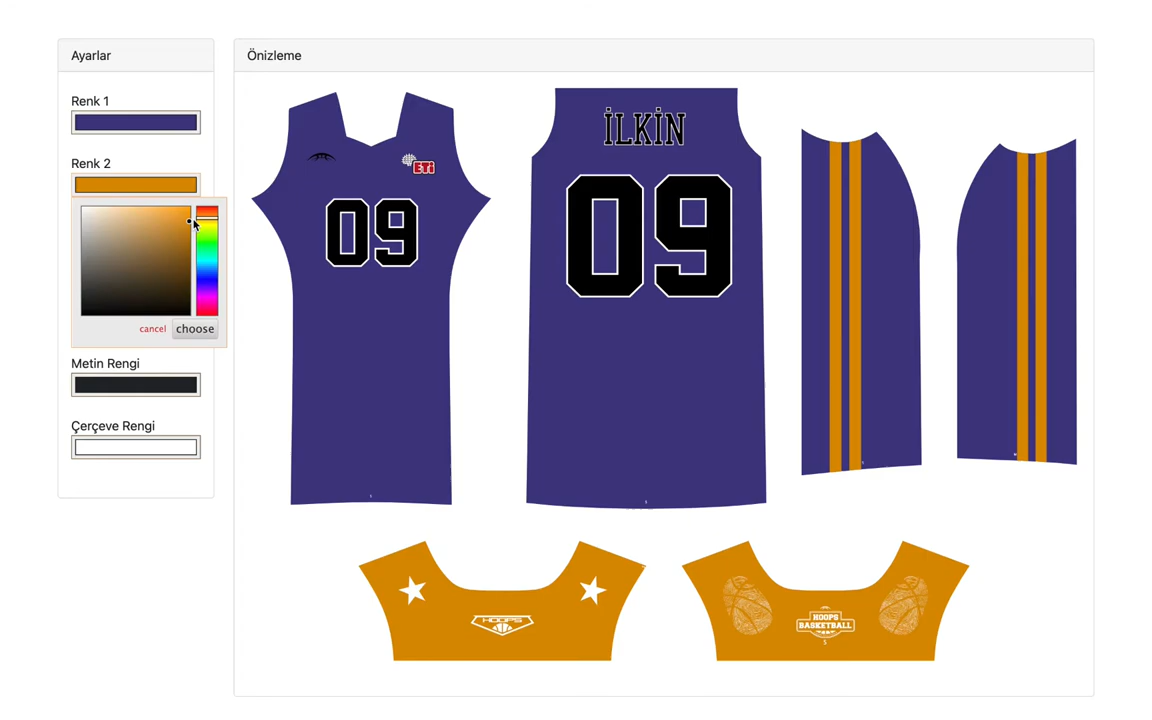 Ayarlar
Önizleme
Renk 1
Renk 2
cancel
choose
Metin Rengi
Çerçeve Rengi
ETİ
09
İLKİN
09
HOOPS
HOOPS
BASKETBALL
S